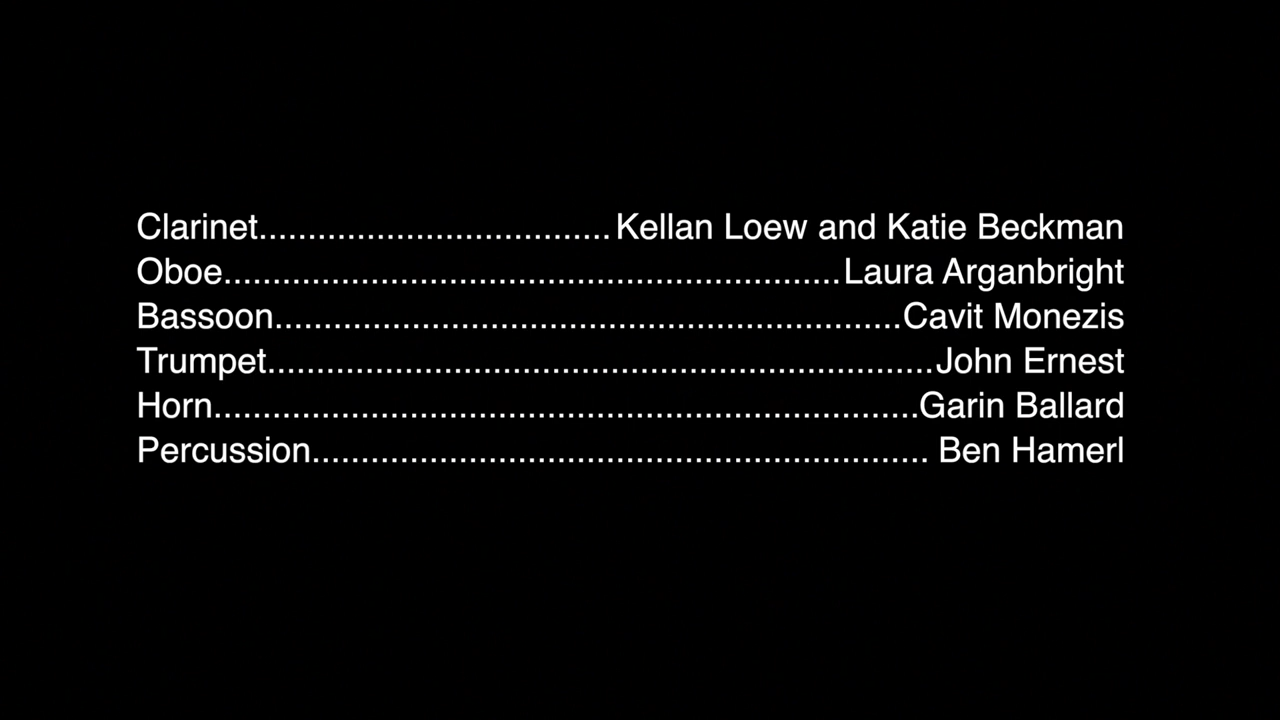 Clarinet....................................Kellan Loew and Katie Beckman
Oboe...............................................................Laura Arganbright
Bassoon................................................................Cavit Monezis
Trumpet....................................................................John Ernest
Horn........................................................................Garin Ballard
Percussion............................................................... Ben Hamerl